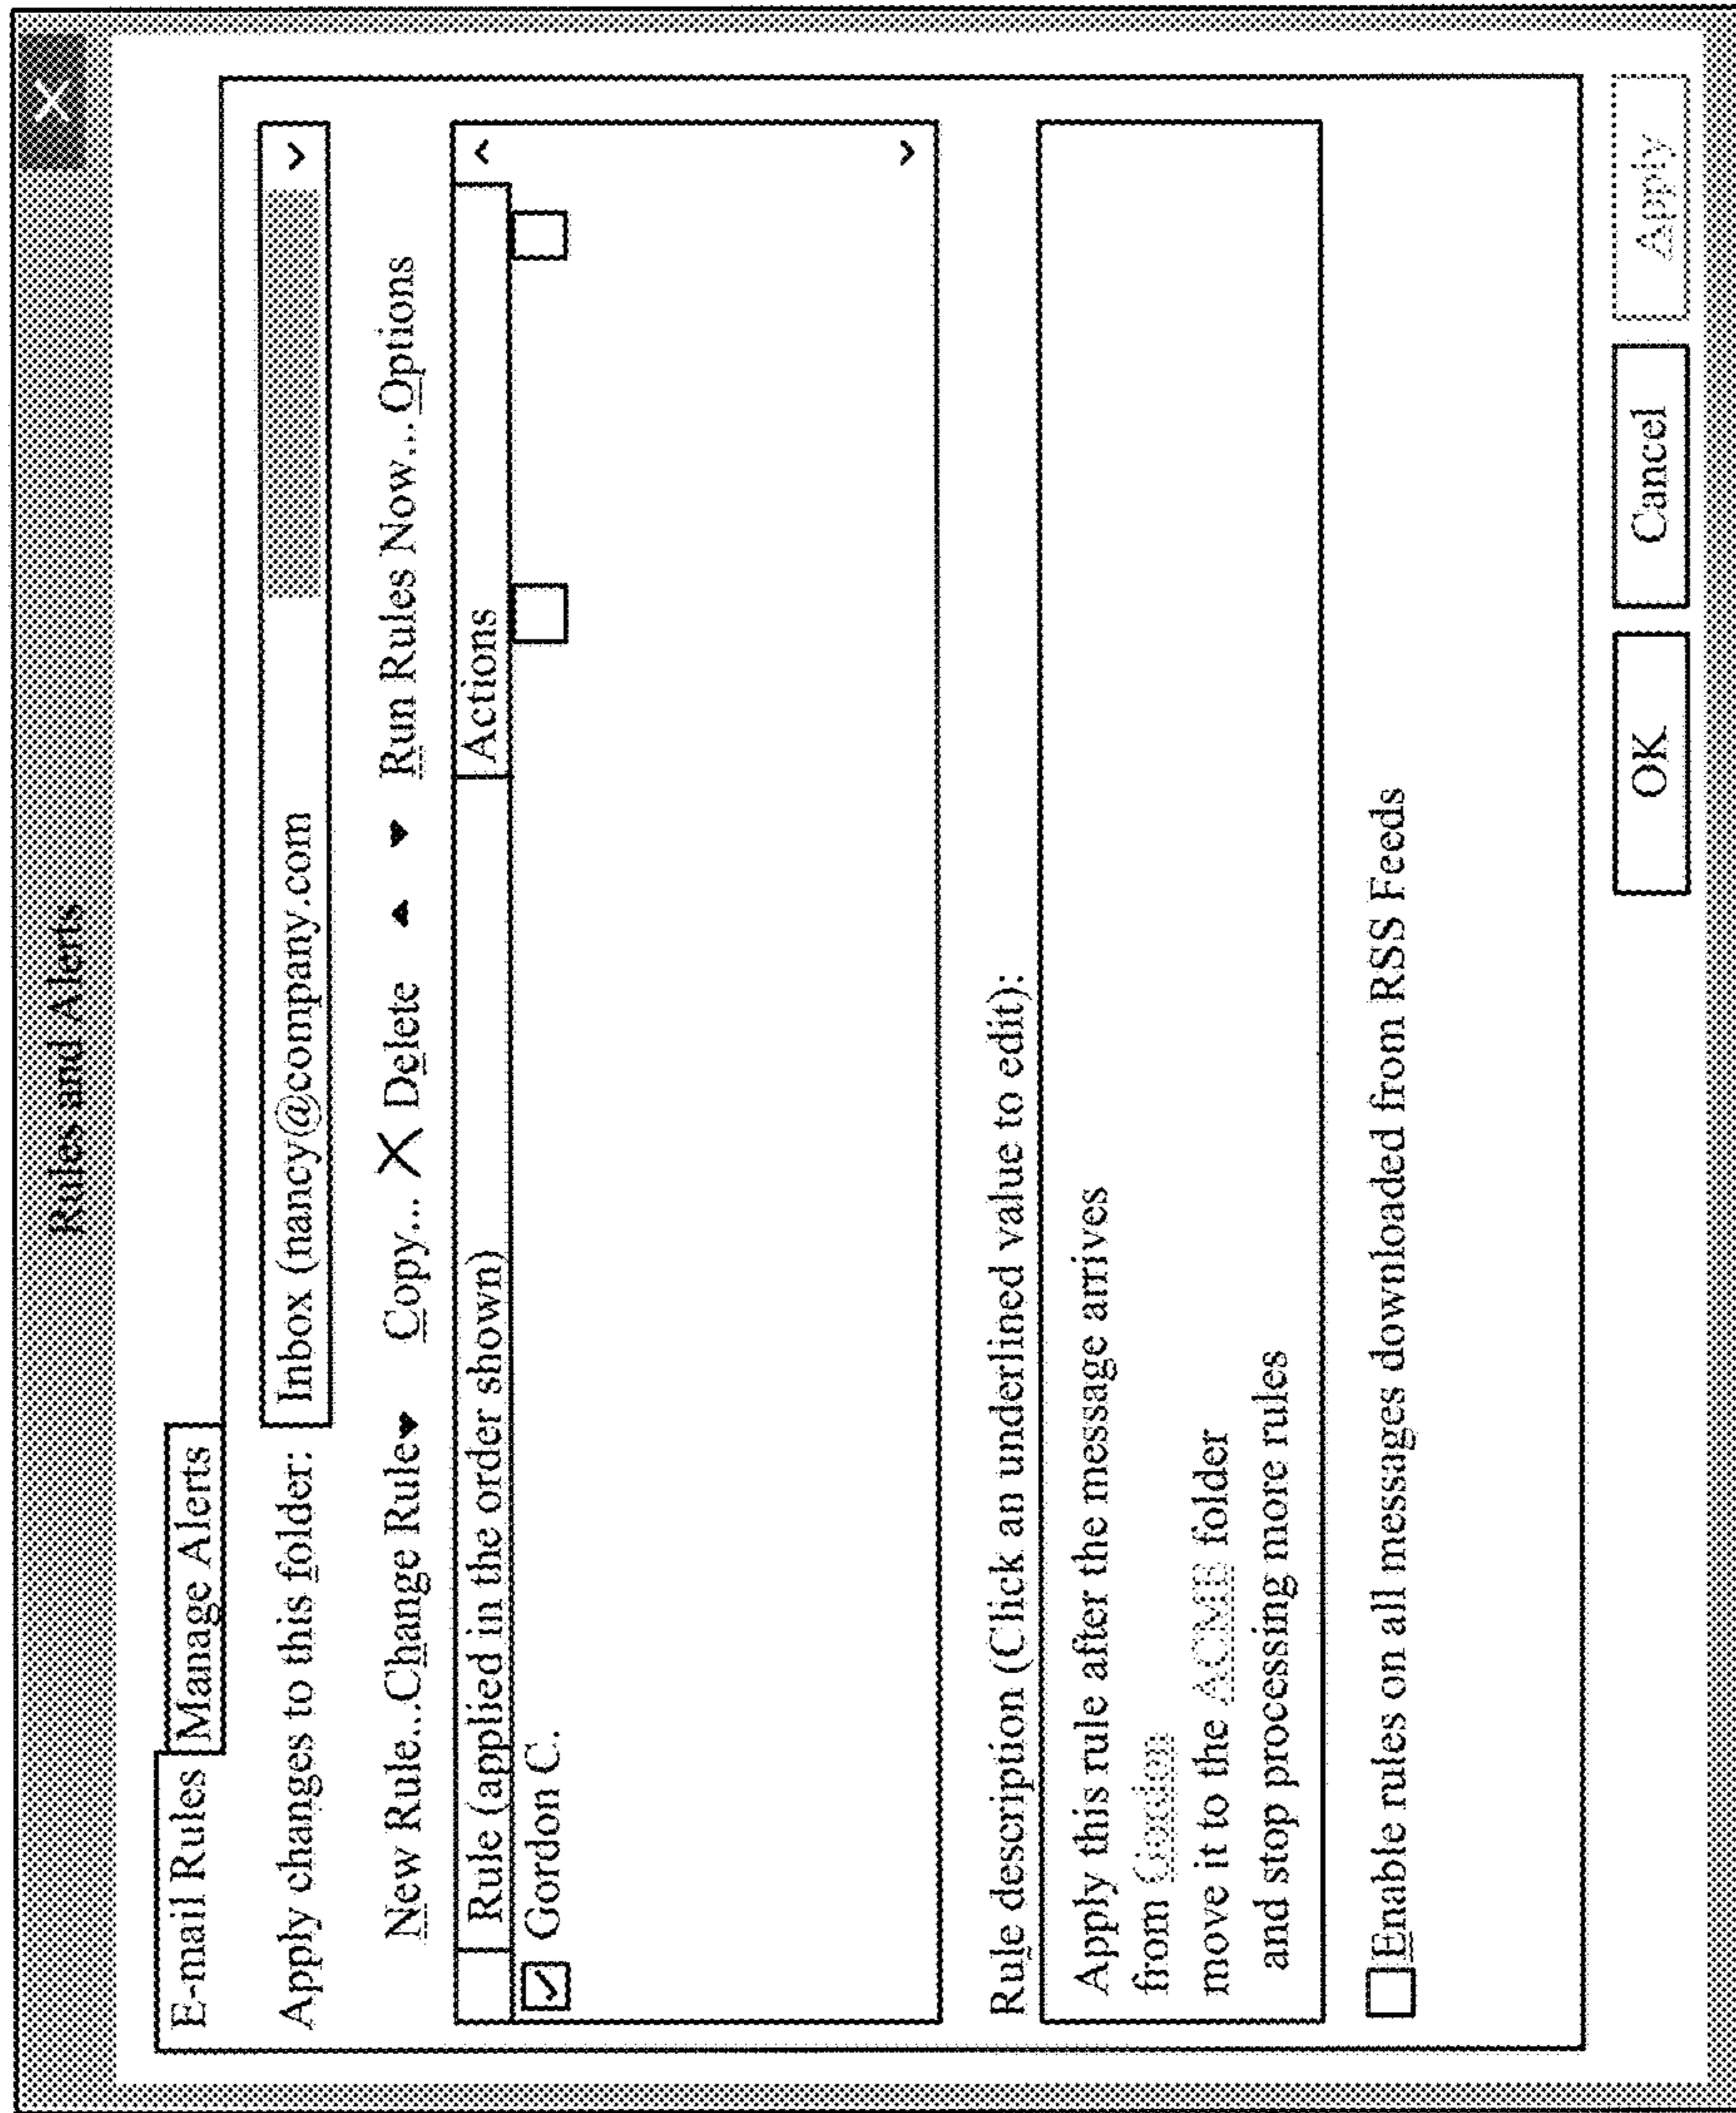 Rules and Alerts
E-mail Rules Manage Alerts
Apply changes to this folder: Inbox (nancy@company.com
New Rule...Change Rule Copy... Delete Run Rules Now...Options
Rule (applied in the order shown) Actions
Gordon C.
Rule description (Click an underlined value to edit):
Apply this rule after the message arrives
from Gordon
move it to the ACME folder
and stop processing more rules
Enable rules on all messages downloaded from RSS Feeds
OK Cancel Apply